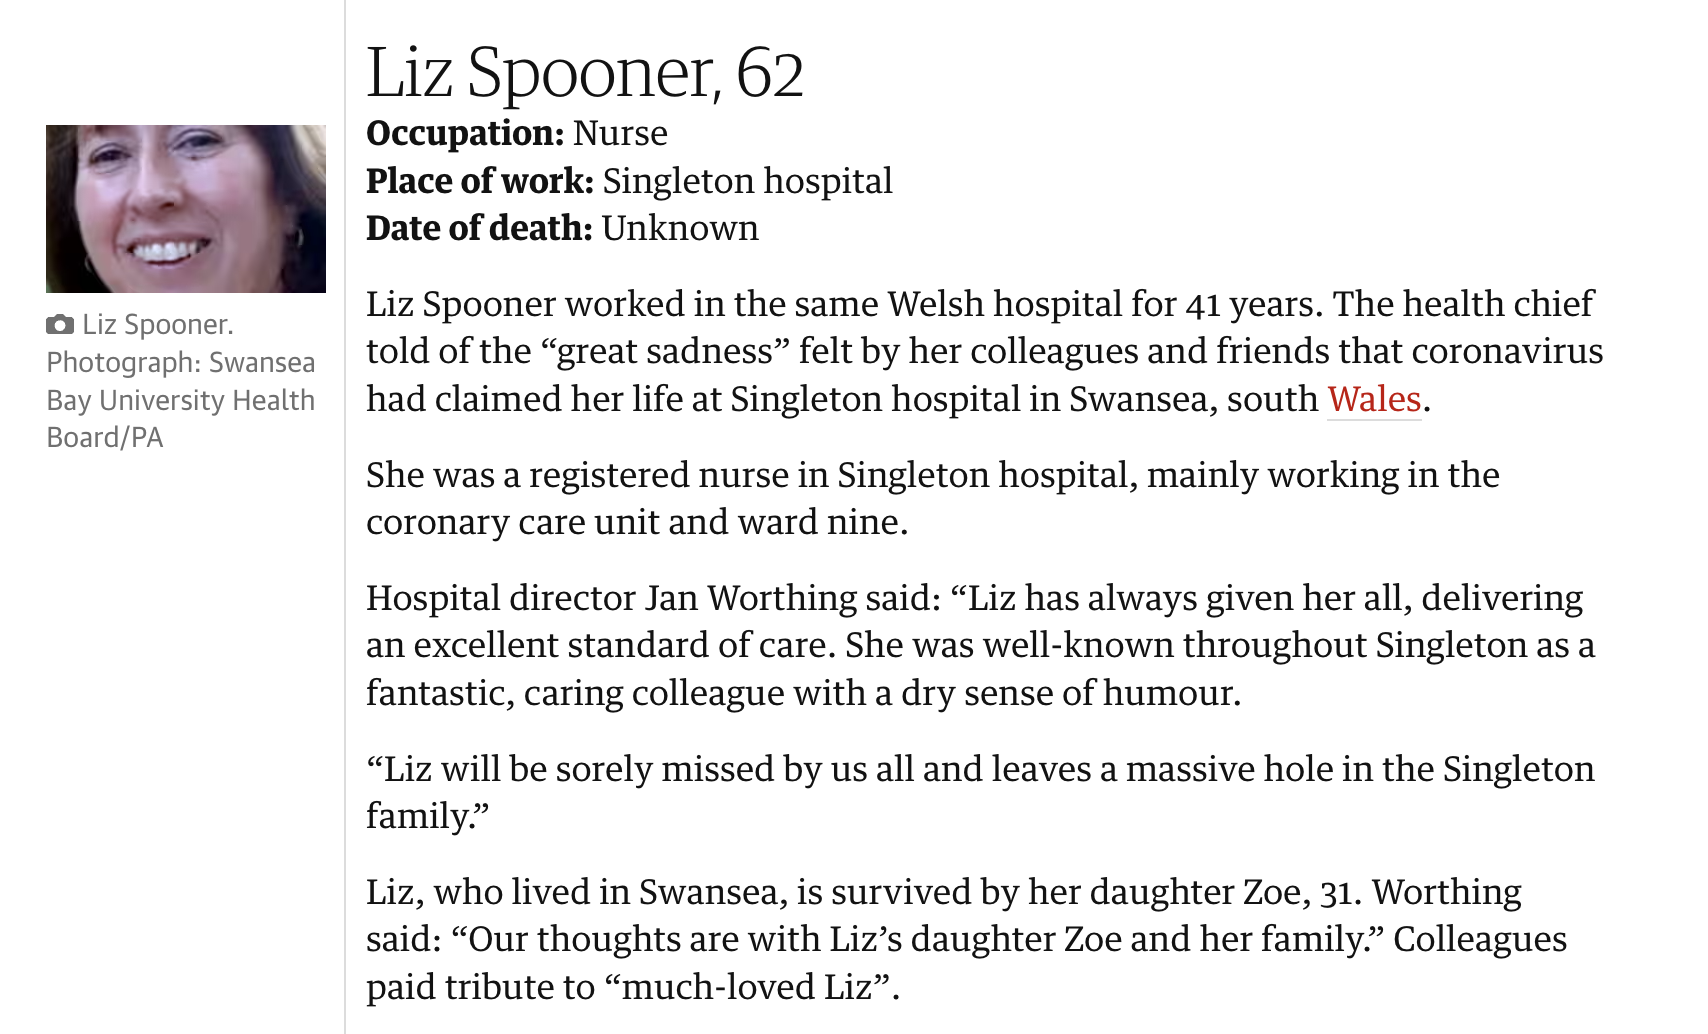 Liz Spooner, 62
Occupation: Nurse
Place of work: Singleton hospital
Date of death: Unknown
Liz Spooner.
Photograph: Swansea
Bay University Health
Board/PA
Liz Spooner worked in the same Welsh hospital for 41 years. The health chief
told of the “great sadness” felt by her colleagues and friends that coronavirus
had claimed her life at Singleton hospital in Swansea, south Wales.
She was a registered nurse in Singleton hospital, mainly working in the
coronary care unit and ward nine.
Hospital director Jan Worthing said: “Liz has always given her all, delivering
an excellent standard of care. She was well-known throughout Singleton as a
fantastic, caring colleague with a dry sense of humour.
“Liz will be sorely missed by us all and leaves a massive hole in the Singleton
family.”
Liz, who lived in Swansea, is survived by her daughter Zoe, 31. Worthing
said: “Our thoughts are with Liz’s daughter Zoe and her family.” Colleagues
paid tribute to “much-loved Liz”.